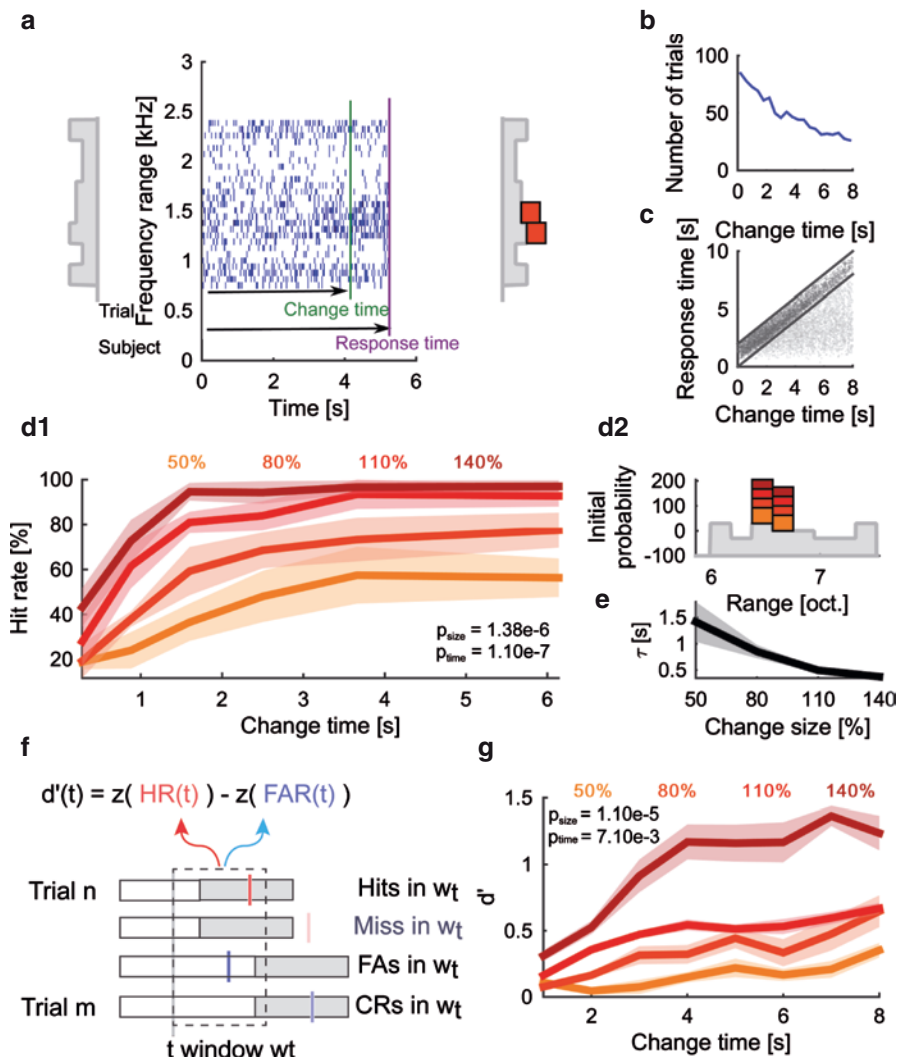 a
3
2.5
2
1.5
1
0.5
0
Frequency range [kHz]
Trial
Change time
Subject
Response time
0 2 4 6
Time [s]
b
100
50
0
Number of trials
0 2 4 6 8
Change time [s]
c
10
5
0
Response time [s]
0 2 4 6 8
Change time [s]
d1
50% 80% 110% 140%
100
80
60
40
20
Hit rate [%]
p_size = 1.38e-6
p_time = 1.10e-7
1 2 3 4 5 6
Change time [s]
d2
200
100
0
-100
Initial
probability
6 7
Range [oct.]
e
1.5
1
0.5
τ [s]
50 80 110 140
Change size [%]
f
d'(t) = z( HR(t) ) - z( FAR(t) )
Trial n
Hits in wt
Miss in wt
FAs in wt
Trial m
CRs in wt
t window wt
g
50% 80% 110% 140%
1.5
1
0.5
0
d'
p_size = 1.10e-5
p_time = 7.10e-3
2 4 6 8
Change time [s]